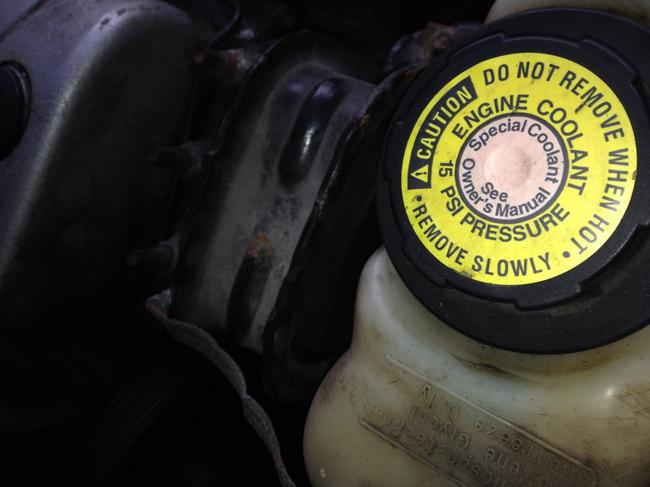 CAUTION
DO NOT REMOVE WHEN HOT •
• REMOVE SLOWLY
ENGINE COOLANT
15 PSI PRESSURE
Special Coolant
See
Owner's Manual